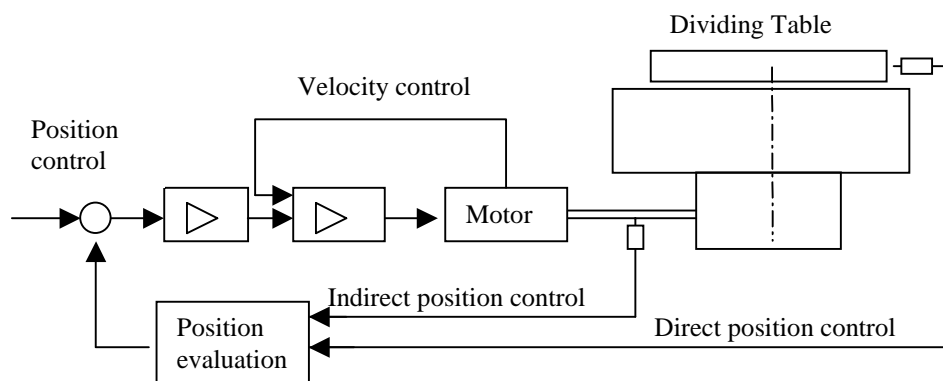 Dividing Table
Velocity control
Position
control
Motor
Indirect position control
Position
evaluation
Direct position control